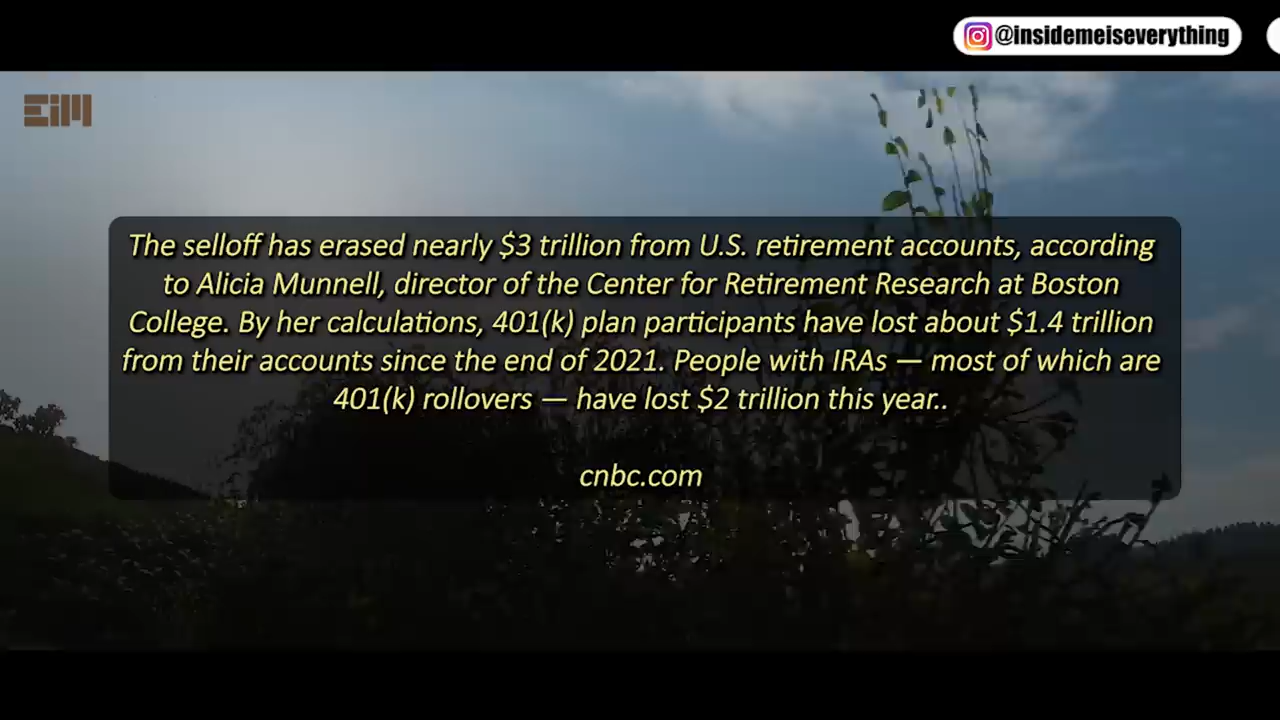 @insidemeiseverything
EiM
The selloff has erased nearly $3 trillion from U.S. retirement accounts, according
to Alicia Munnell, director of the Center for Retirement Research at Boston
College. By her calculations, 401(k) plan participants have lost about $1.4 trillion
from their accounts since the end of 2021. People with IRAs — most of which are
401(k) rollovers — have lost $2 trillion this year..
cnbc.com